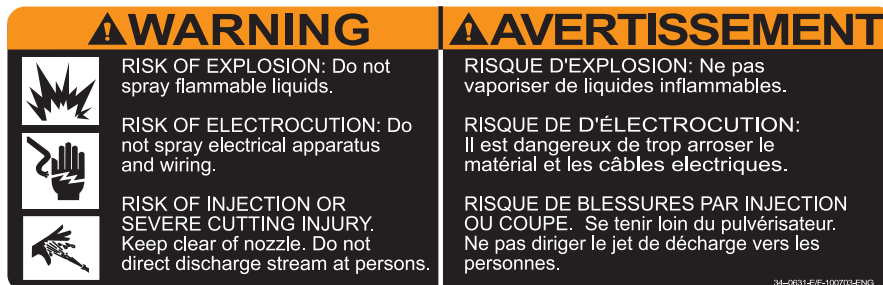 WARNING
RISK OF EXPLOSION: Do not
spray flammable liquids.
RISK OF ELECTROCUTION: Do
not spray electrical apparatus
and wiring.
RISK OF INJECTION OR
SEVERE CUTTING INJURY.
Keep clear of nozzle. Do not
direct discharge stream at persons.
AVERTISSEMENT
RISQUE D'EXPLOSION: Ne pas
vaporiser de liquides inflammables.
RISQUE DE D'ÉLECTROCUTION:
Il est dangereux de trop arroser le
matérial et les câbles electriques.
RISQUE DE BLESSURES PAR INJECTION
OU COUPE. Se tenir loin du pulvérisateur.
Ne pas diriger le jet de décharge vers les
personnes.
34-0631-E/F-100703-ENG